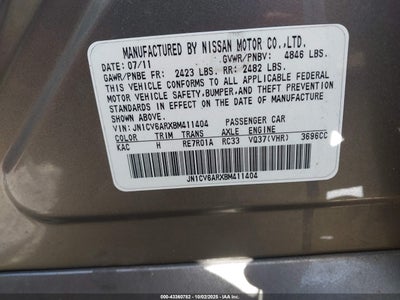 MANUFACTURED BY NISSAN MOTOR CO.,LTD.
07/11 GVWR/PNBV: 4846 LBS.
GAWR/PNBE FR: 2423 LBS. RR: 2482 LBS.
THIS VEHICLE CONFORMS TO ALL APPLICABLE FEDERAL
MOTOR VEHICLE SAFETY, BUMPER, AND THEFT PREVENTION
STANDARDS IN EFFECT ON THE DATE OF MANUFACTURE
SHOWN ABOVE.
VIN: JN1CV6ARXBM411404 PASSENGER CAR
COLOR TRIM TRANS AXLE ENGINE
KAC H RE7R01A RC33 VQ37(VHR) 3696CC
JN1CV6ARXBM411404
Stock No: 43360782 - 10/02/2025 - IAA Inc.